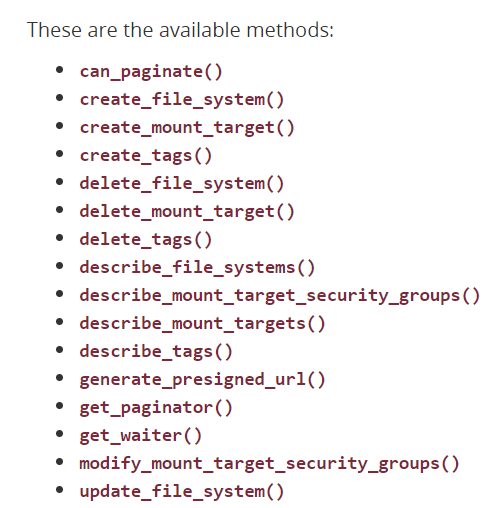 These are the available methods:
can_paginate()
create_file_system()
create_mount_target()
create_tags()
delete_file_system()
delete_mount_target()
delete_tags()
describe_file_systems()
describe_mount_target_security_groups()
describe_mount_targets()
describe_tags()
generate_presigned_url()
get_paginator()
get_waiter()
modify_mount_target_security_groups()
update_file_system()